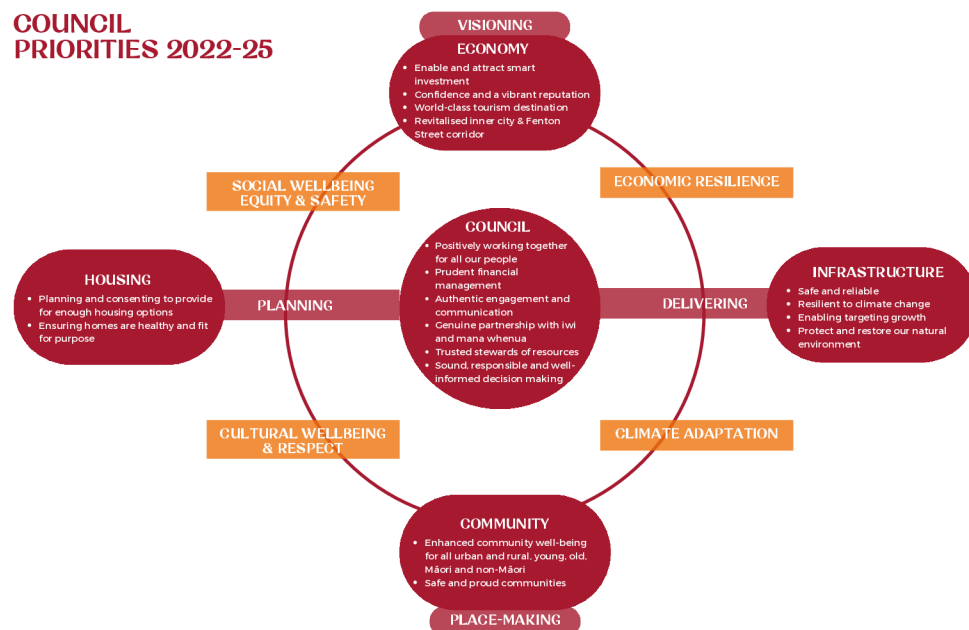 COUNCIL
PRIORITIES 2022-25
VISIONING
ECONOMY
• Enable and attract smart
investment
• Confidence and a vibrant reputation
• World-class tourism destination
• Revitalised inner city & Fenton
Street corridor
SOCIAL WELLBEING
EQUITY & SAFETY
ECONOMIC RESILIENCE
HOUSING
• Planning and consenting to provide
for enough housing options
• Ensuring homes are healthy and fit
for purpose
PLANNING
COUNCIL
• Positively working together
for all our people
• Prudent financial
management
• Authentic engagement and
communication
• Genuine partnership with iwi
and mana whenua
• Trusted stewards of resources
• Sound, responsible and well-
informed decision making
DELIVERING
INFRASTRUCTURE
• Safe and reliable
• Resilient to climate change
• Enabling targeting growth
• Protect and restore our natural
environment
CULTURAL WELLBEING
& RESPECT
CLIMATE ADAPTATION
COMMUNITY
• Enhanced community well-being
for all urban and rural, young, old,
Māori and non-Māori
• Safe and proud communities
PLACE-MAKING